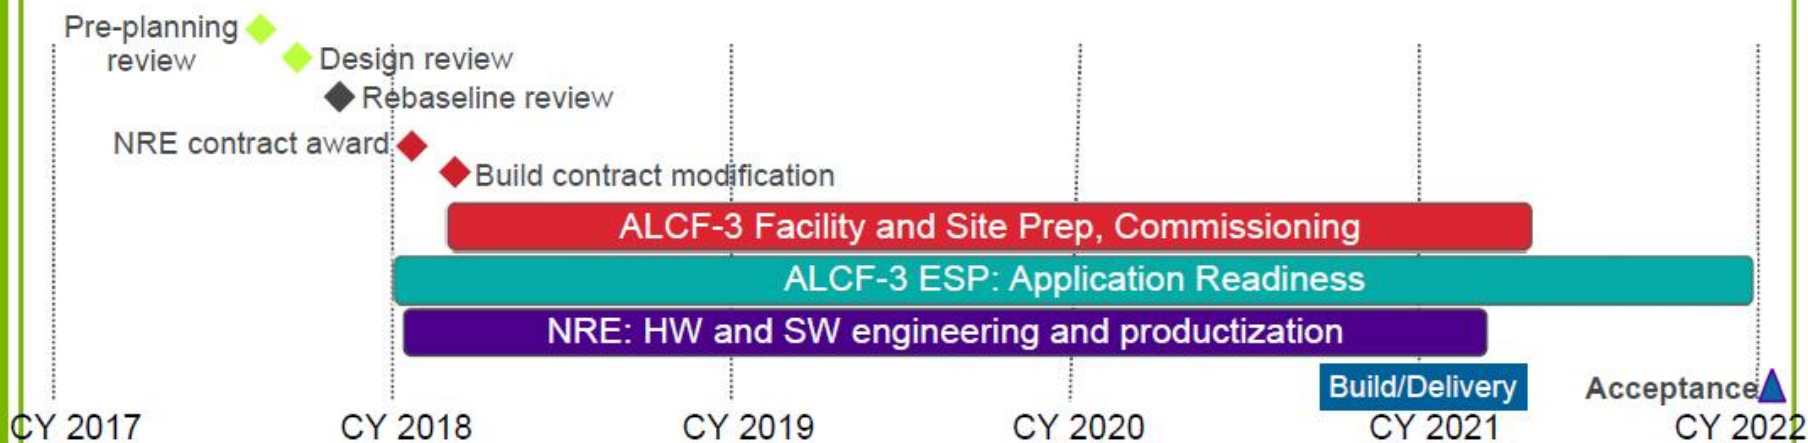 Pre-planning
review
Design review
Rebaseline review
NRE contract award
Build contract modification
ALCF-3 Facility and Site Prep, Commissioning
ALCF-3 ESP: Application Readiness
NRE: HW and SW engineering and productization
Build/Delivery
Acceptance
CY 2017
CY 2018
CY 2019
CY 2020
CY 2021
CY 2022